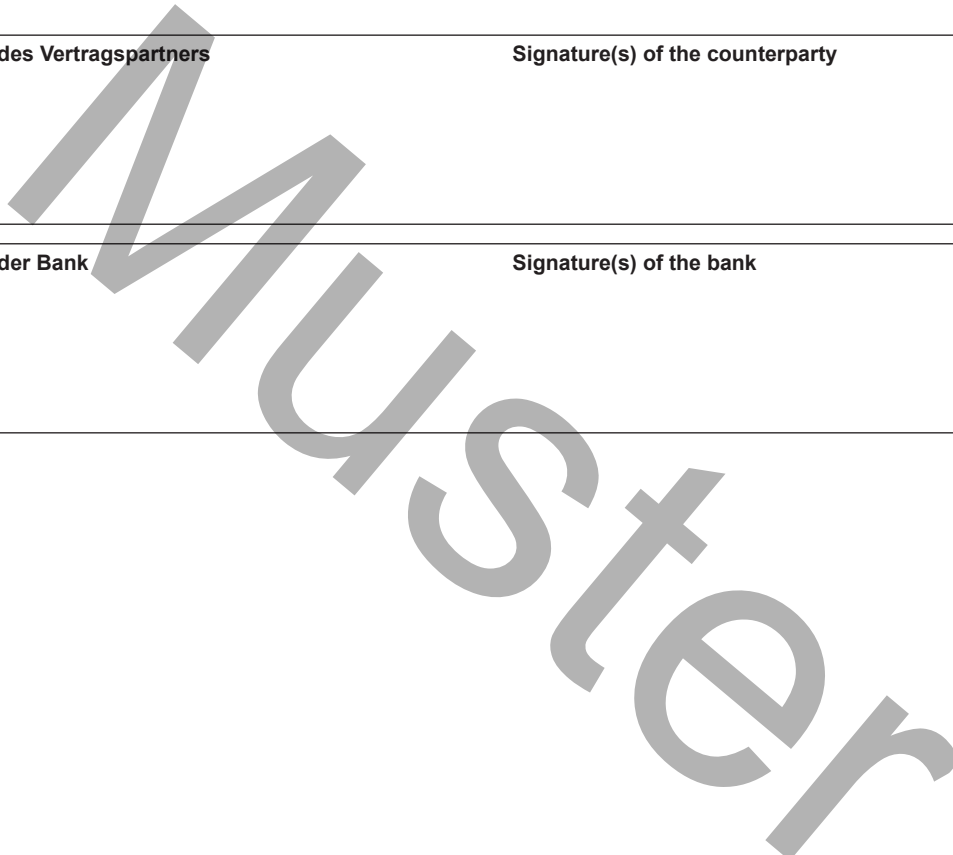 des Vertragspartners Signature(s) of the counterparty
der Bank Signature(s) of the bank
Muster